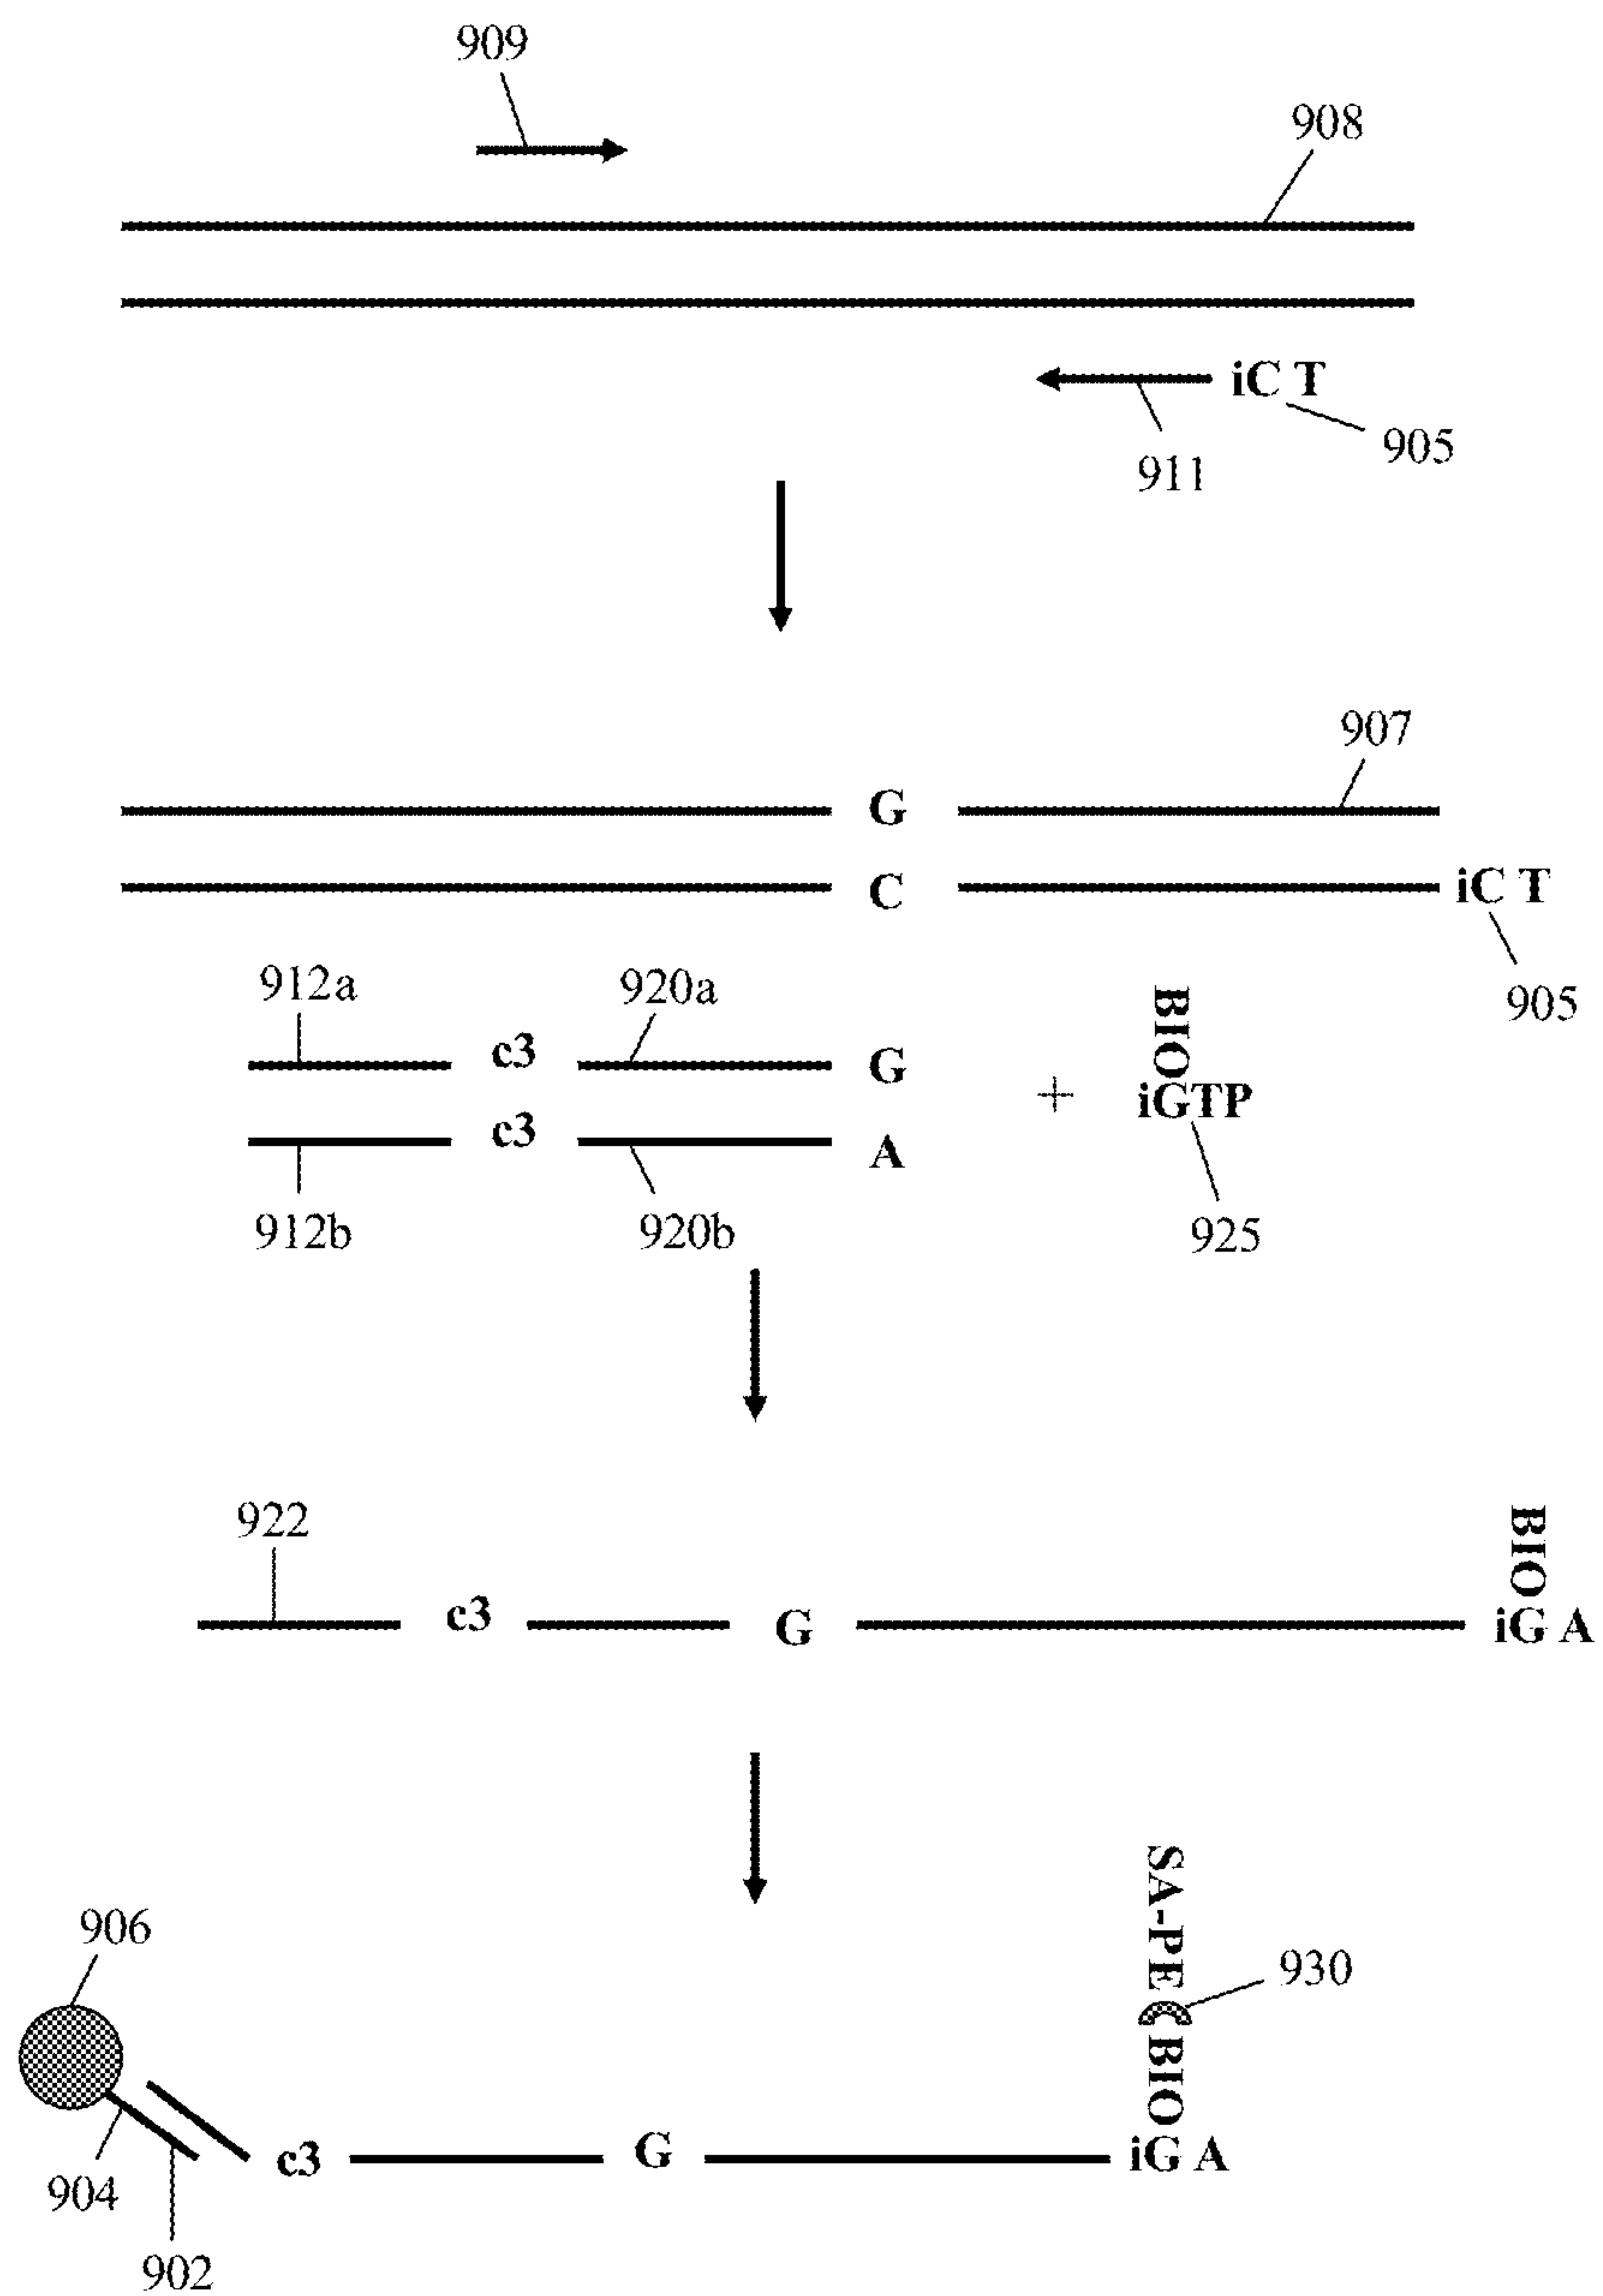 909
908
iC T
905
911
907
G
C
iC T
905
912a
920a
BIO
c3
G
+
iGTP
c3
A
912b
920b
925
922
BIO
c3
G
iG A
SA-PE
906
930
BIO
c3
G
iG A
904
902